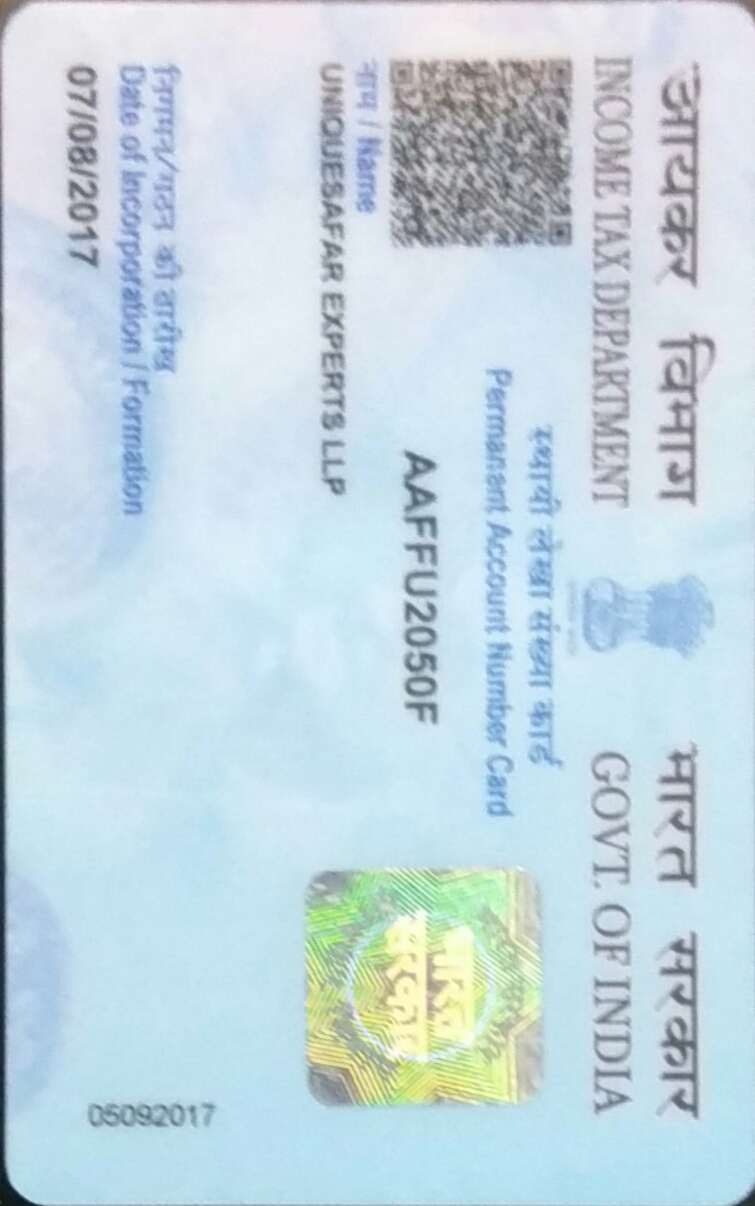 आयकर विभाग
INCOME TAX DEPARTMENT
भारत सरकार
GOVT. OF INDIA
स्थायी लेखा संख्या कार्ड
Permanent Account Number Card
AAFFU2050F
भारत
सरकार
नाम / Name
UNIQUESAFAR EXPERTS LLP
निगमन/गठन की तारीख
Date of Incorporation / Formation
07/08/2017
05092017